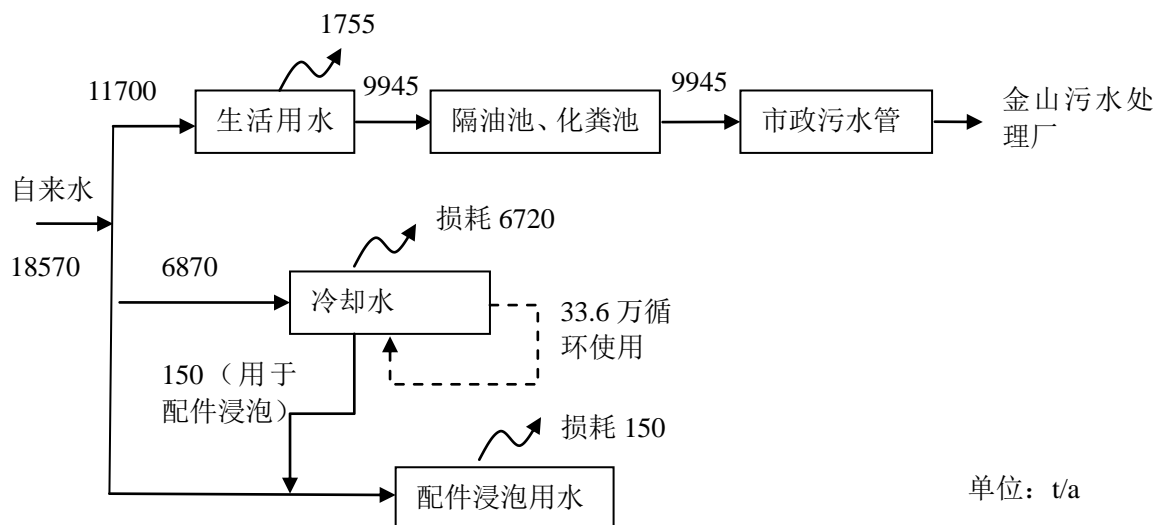 1755
11700
生活用水
9945
隔油池、化粪池
9945
市政污水管
金山污水处
理厂
自来水
18570
6870
损耗 6720
冷却水
33.6 万循
环使用
150（用于
配件浸泡）
损耗 150
配件浸泡用水
单位：t/a